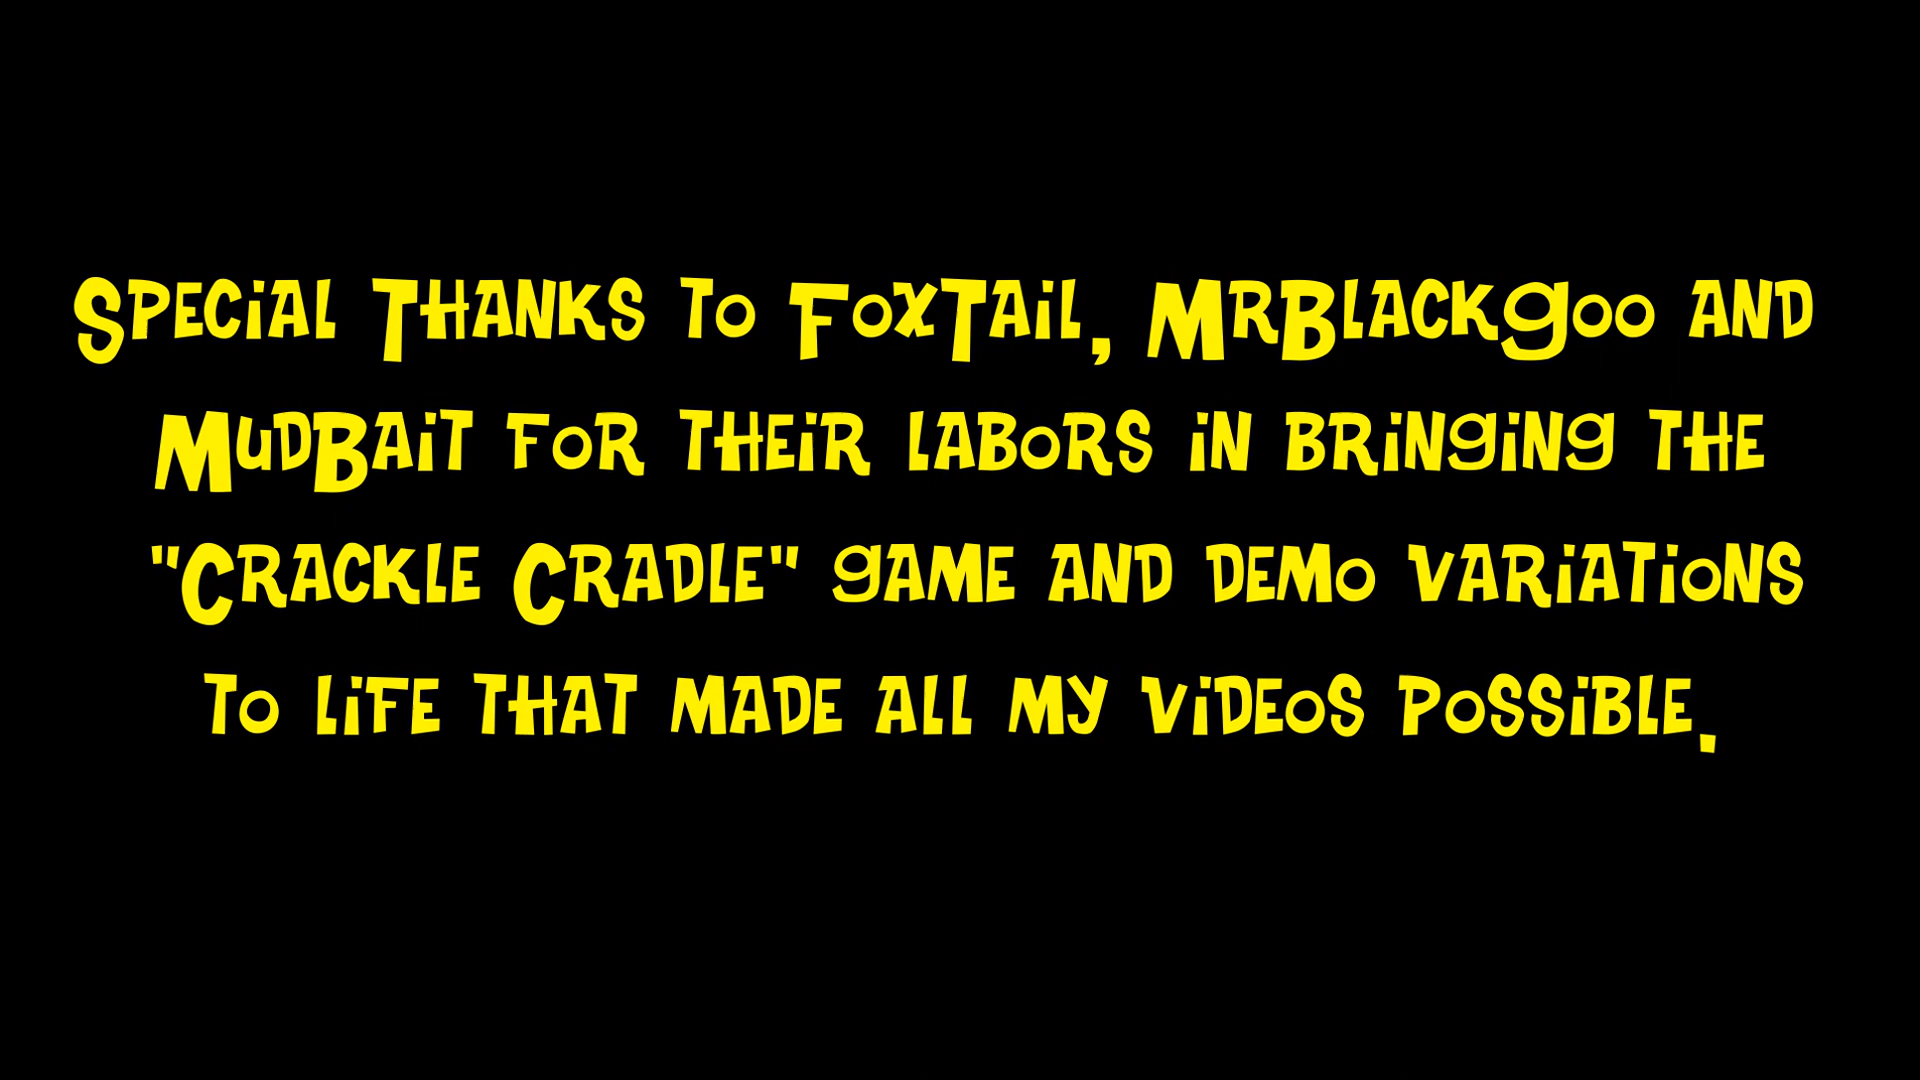 Special Thanks to FoxTail, MrBlackGoo and
MudBait for their labors in bringing the
"Crackle Cradle" game and demo variations
to life that made all my videos possible.